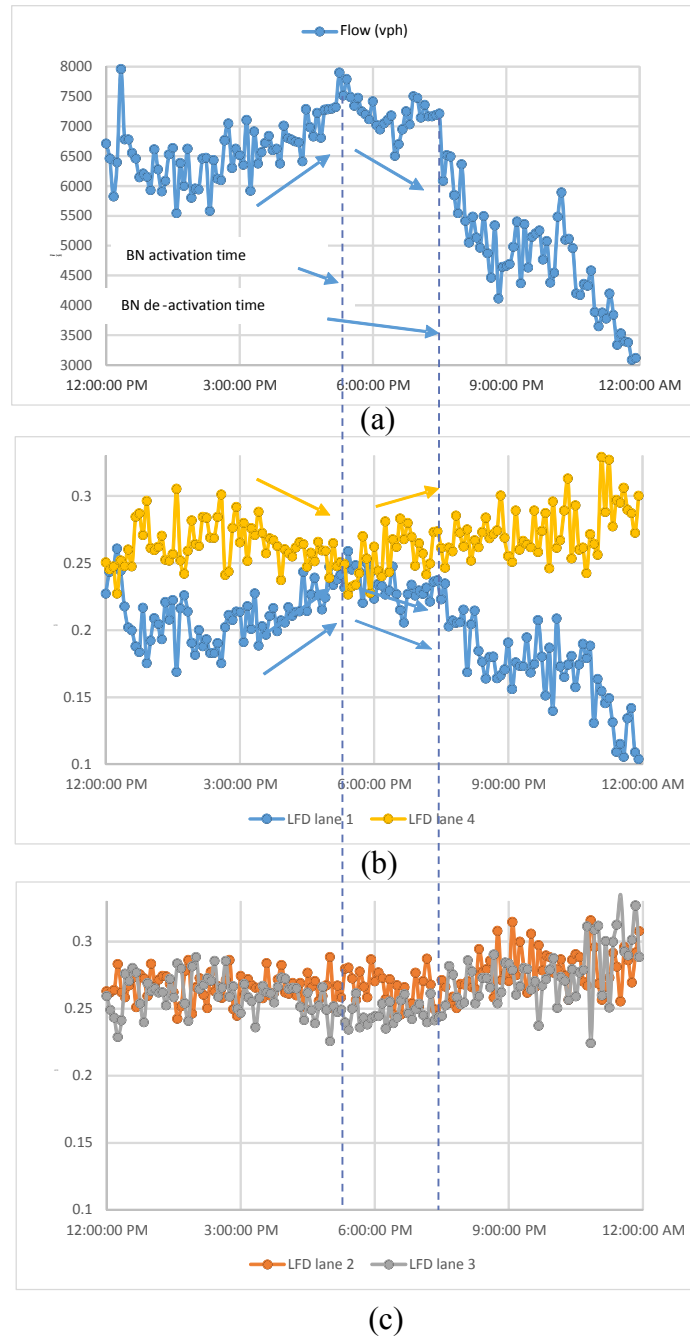 Flow (vph)
8000
7500
7000
6500
6000
5500
5000
4500
4000
3500
3000
BN activation time
BN de-activation time
12:00:00 PM 3:00:00 PM 6:00:00 PM 9:00:00 PM 12:00:00 AM
(a)
0.3
0.25
0.2
0.15
0.1
12:00:00 PM 3:00:00 PM 6:00:00 PM 9:00:00 PM 12:00:00 AM
LFD lane 1 LFD lane 4
(b)
0.3
0.25
0.2
0.15
0.1
12:00:00 PM 3:00:00 PM 6:00:00 PM 9:00:00 PM 12:00:00 AM
LFD lane 2 LFD lane 3
(c)